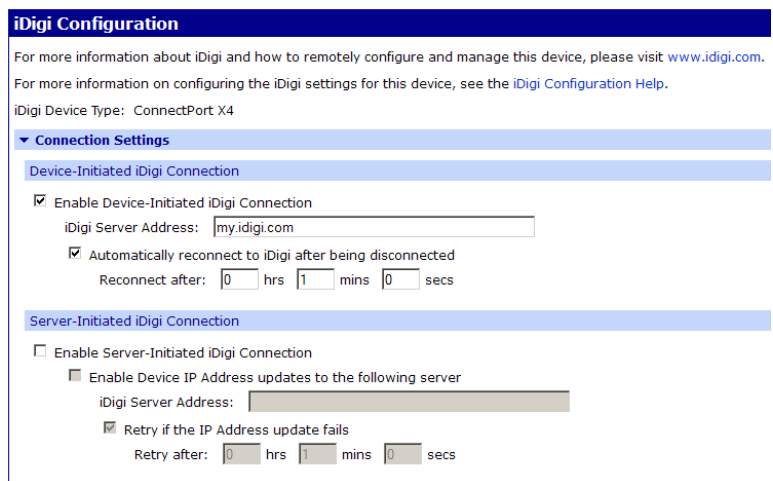 iDigi Configuration
For more information about iDigi and how to remotely configure and manage this device, please visit www.idigi.com.
For more information on configuring the iDigi settings for this device, see the iDigi Configuration Help.
iDigi Device Type: ConnectPort X4
Connection Settings
Device-Initiated iDigi Connection
Enable Device-Initiated iDigi Connection
iDigi Server Address: my.idigi.com
Automatically reconnect to iDigi after being disconnected
Reconnect after: 0 hrs 1 mins 0 secs
Server-Initiated iDigi Connection
Enable Server-Initiated iDigi Connection
Enable Device IP Address updates to the following server
iDigi Server Address:
Retry if the IP Address update fails
Retry after: 0 hrs 1 mins 0 secs